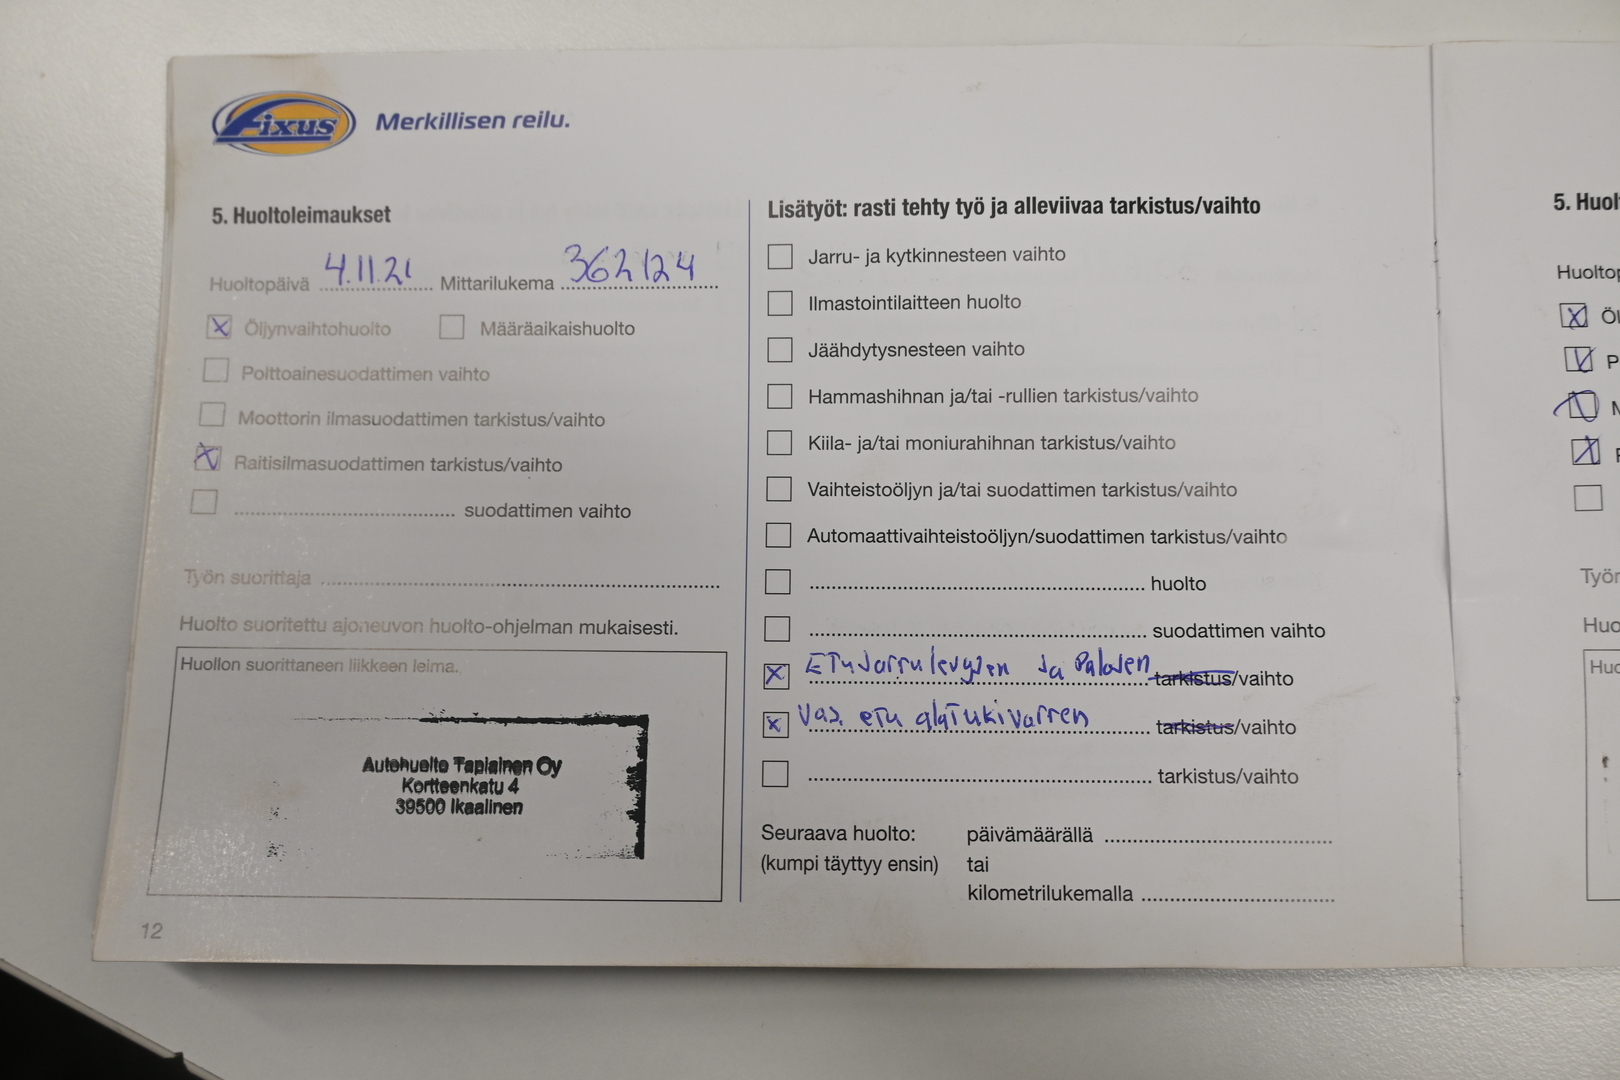 Fixus
Merkillisen reilu.
5. Huoltoleimaukset
Huoltopäivä 4.11.21 Mittarilukema 362124
Öljynvaihtohuolto Määräaikaishuolto
Polttoainesuodattimen vaihto
Moottorin ilmasuodattimen tarkistus/vaihto
Raitisilmasuodattimen tarkistus/vaihto
suodattimen vaihto
Työn suorittaja
Huolto suoritettu ajoneuvon huolto-ohjelman mukaisesti.
Huollon suorittaneen liikkeen leima.
Autohuolto Tapiainen Oy
Kortteenkatu 4
39500 Ikaalinen
12
Lisätyöt: rasti tehty työ ja alleviivaa tarkistus/vaihto
Jarru- ja kytkinnesteen vaihto
Ilmastointilaitteen huolto
Jäähdytysnesteen vaihto
Hammashihnan ja/tai -rullien tarkistus/vaihto
Kiila- ja/tai moniurahihnan tarkistus/vaihto
Vaihteistoöljyn ja/tai suodattimen tarkistus/vaihto
Automaattivaihteistoöljyn/suodattimen tarkistus/vaihto
huolto
suodattimen vaihto
Etujarrulevyjen ja Palojen tarkistus/vaihto
Vas. etu alatukivarren tarkistus/vaihto
tarkistus/vaihto
Seuraava huolto: päivämäärällä
(kumpi täyttyy ensin) tai
kilometrilukemalla
5. Huol
Huoltop
Öl
P
M
Työn
Huo
Huo